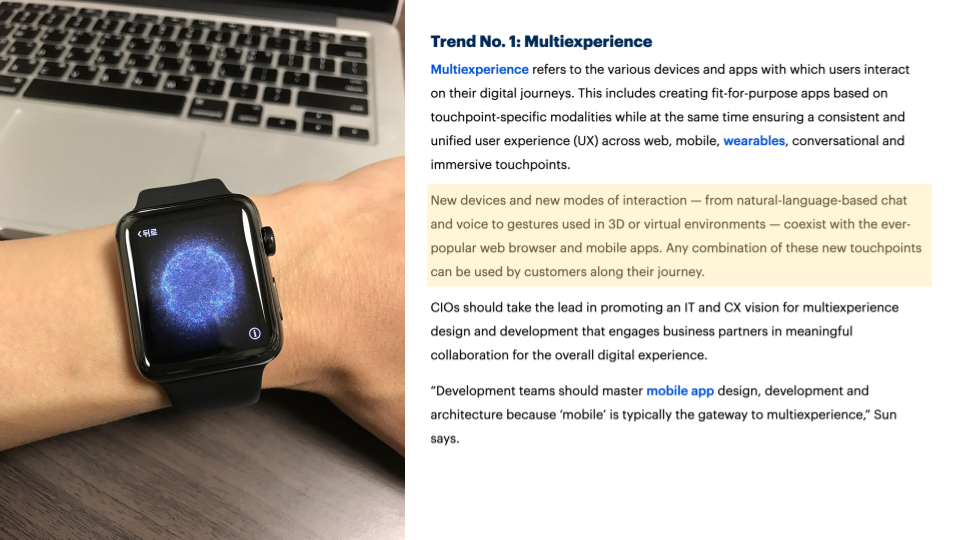 뒤로
Trend No. 1: Multiexperience
Multiexperience refers to the various devices and apps with which users interact
on their digital journeys. This includes creating fit-for-purpose apps based on
touchpoint-specific modalities while at the same time ensuring a consistent and
unified user experience (UX) across web, mobile, wearables, conversational and
immersive touchpoints.
New devices and new modes of interaction — from natural-language-based chat
and voice to gestures used in 3D or virtual environments — coexist with the ever-
popular web browser and mobile apps. Any combination of these new touchpoints
can be used by customers along their journey.
CIOs should take the lead in promoting an IT and CX vision for multiexperience
design and development that engages business partners in meaningful
collaboration for the overall digital experience.
“Development teams should master mobile app design, development and
architecture because ‘mobile’ is typically the gateway to multiexperience,” Sun
says.